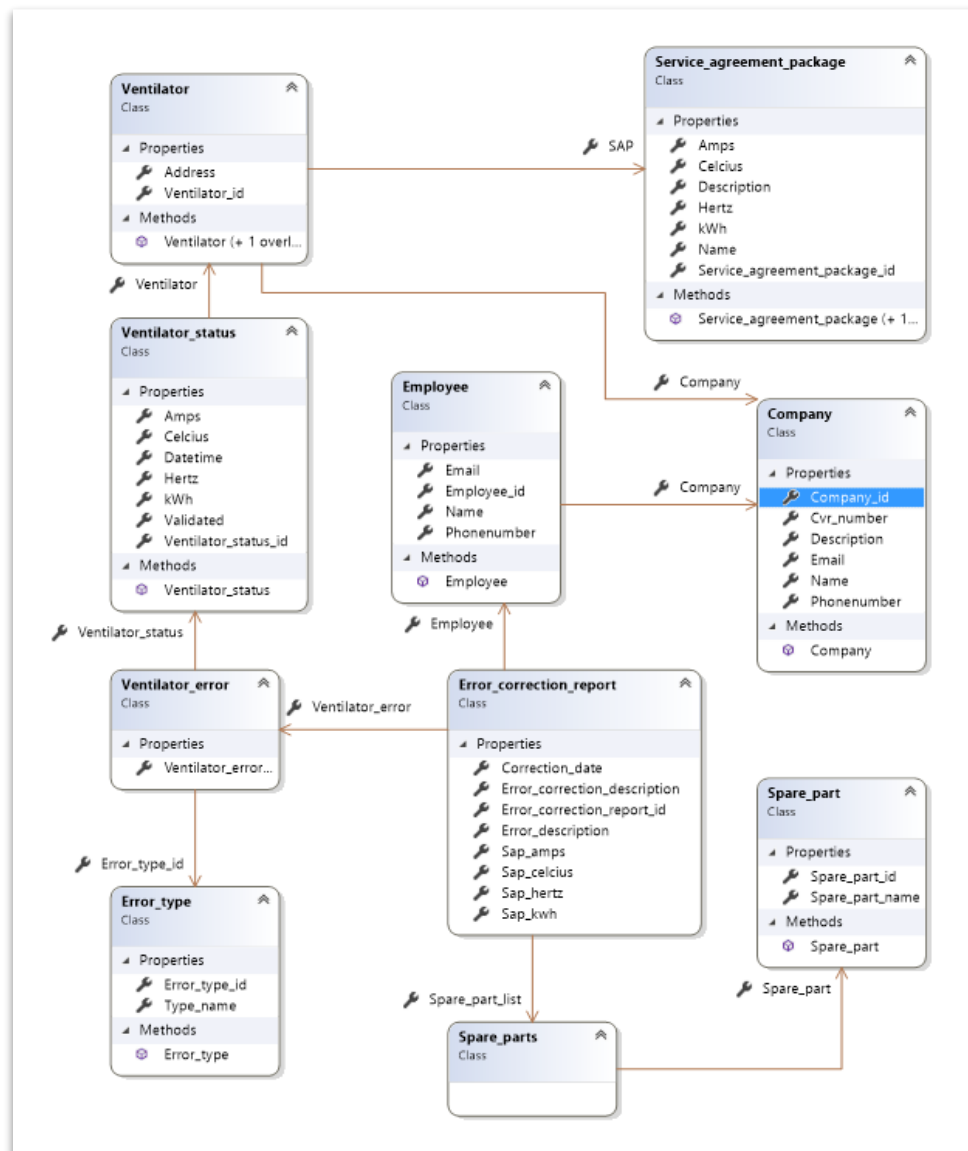 Ventilator
Class
Properties
Address
Ventilator_id
Methods
Ventilator (+ 1 overl...
SAP
Service_agreement_package
Class
Properties
Amps
Celcius
Description
Hertz
kWh
Name
Service_agreement_package_id
Methods
Service_agreement_package (+ 1...
Ventilator
Ventilator_status
Class
Properties
Amps
Celcius
Datetime
Hertz
kWh
Validated
Ventilator_status_id
Methods
Ventilator_status
Employee
Class
Properties
Email
Employee_id
Name
Phonenumber
Methods
Employee
Company
Company
Company
Class
Properties
Company_id
Cvr_number
Description
Email
Name
Phonenumber
Methods
Company
Ventilator_status
Employee
Ventilator_error
Class
Properties
Ventilator_error...
Ventilator_error
Error_correction_report
Class
Properties
Correction_date
Error_correction_description
Error_correction_report_id
Error_description
Sap_amps
Sap_celcius
Sap_hertz
Sap_kwh
Spare_part
Class
Properties
Spare_part_id
Spare_part_name
Methods
Spare_part
Error_type_id
Error_type
Class
Properties
Error_type_id
Type_name
Methods
Error_type
Spare_part_list
Spare_part
Spare_parts
Class